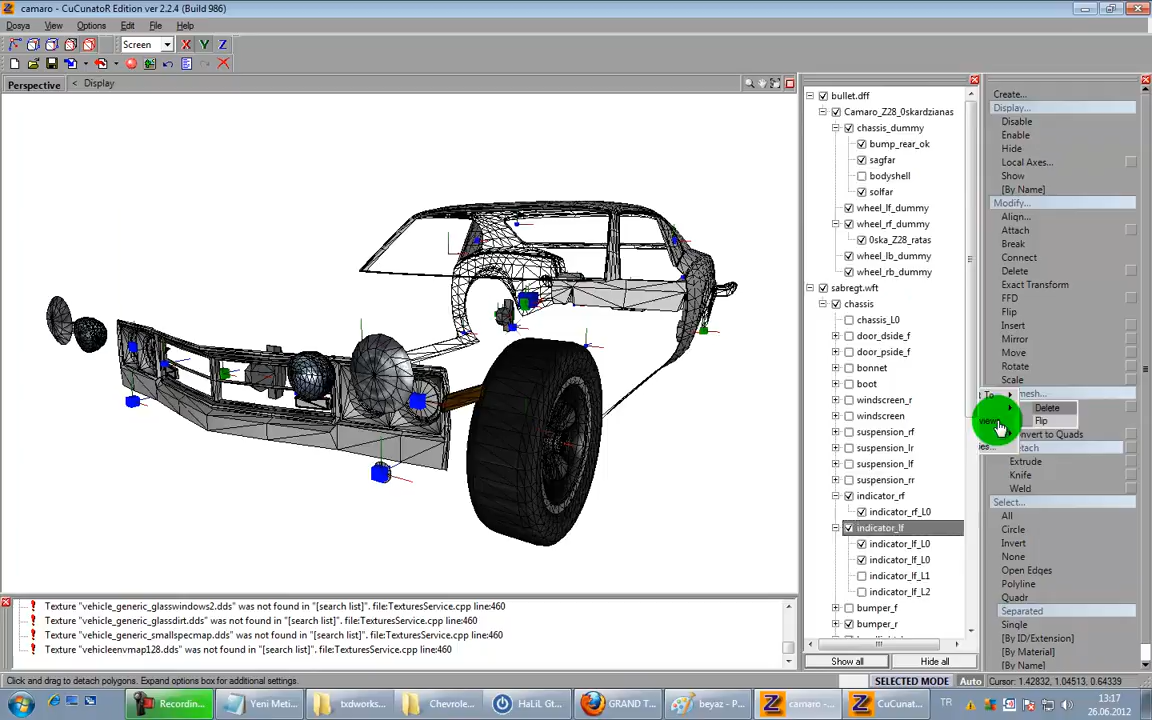 camaro - CuCunatoR Edition ver 2.2.4 (Build 986)
Dosya View Options Edit File Help
Screen X Y Z
Perspective < Display
bullet.dff
Camaro_Z28_0skardzianas
chassis_dummy
bump_rear_ok
sagfar
bodyshell
solfar
wheel_lf_dummy
wheel_rf_dummy
0ska_Z28_ratas
wheel_lb_dummy
wheel_rb_dummy
sabregt.wft
chassis
chassis_L0
door_dside_f
door_pside_f
bonnet
boot
windscreen_r
windscreen
suspension_rf
suspension_lr
suspension_lf
suspension_rr
indicator_rf
indicator_rf_L0
indicator_lf
indicator_lf_L0
indicator_lf_L0
indicator_lf_L1
indicator_lf_L2
bumper_f
bumper_r
Show all Hide all
Create...
Display...
Disable
Enable
Hide
Local Axes...
Show
[By Name]
Modify...
Align...
Attach
Break
Connect
Delete
Exact Transform
FFD
Flip
Insert
Mirror
Move
Rotate
Scale
mesh...
Delete
Flip
nvert to Quads
etach
Extrude
Knife
Weld
Select...
All
Circle
Invert
None
Open Edges
Polyline
Quadr
Separated
Single
[By ID/Extension]
[By Material]
[By Name]
Texture "vehicle_generic_glasswindows2.dds" was not found in "[search list]". file:TexturesService.cpp line:460
Texture "vehicle_generic_glassdirt.dds" was not found in "[search list]". file:TexturesService.cpp line:460
Texture "vehicle_generic_smallspecmap.dds" was not found in "[search list]". file:TexturesService.cpp line:460
Texture "vehicleenvmap128.dds" was not found in "[search list]". file:TexturesService.cpp line:460
Click and drag to detach polygons. Expand options box for additional settings.
SELECTED MODE Auto Cursor: 1.42832, 1.04513, 0.64339
Recordin... Yeni Meti... txdworks... Chevrole... HaLiL Gt... GRAND T... beyaz - P... camaro -... CuCunat...
TR 13:17
26.06.2012